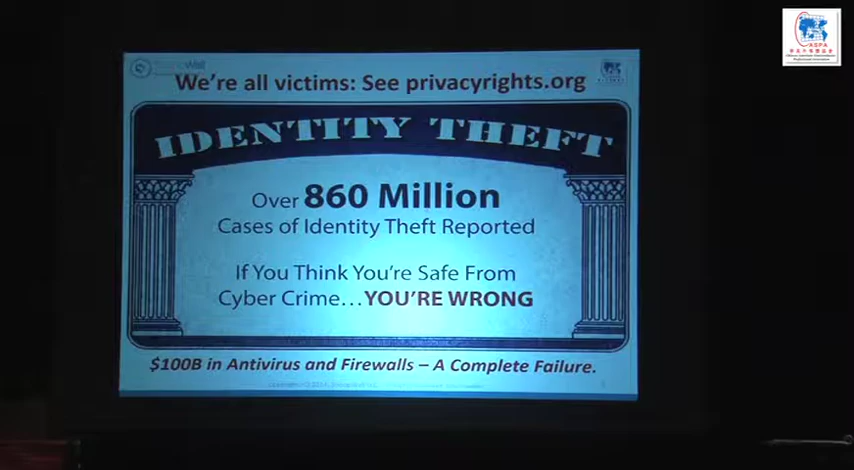 We're all victims: See privacyrights.org
IDENTITY THEFT
Over 860 Million
Cases of Identity Theft Reported
If You Think You're Safe From
Cyber Crime...YOU'RE WRONG
$100B in Antivirus and Firewalls – A Complete Failure.
CASPA